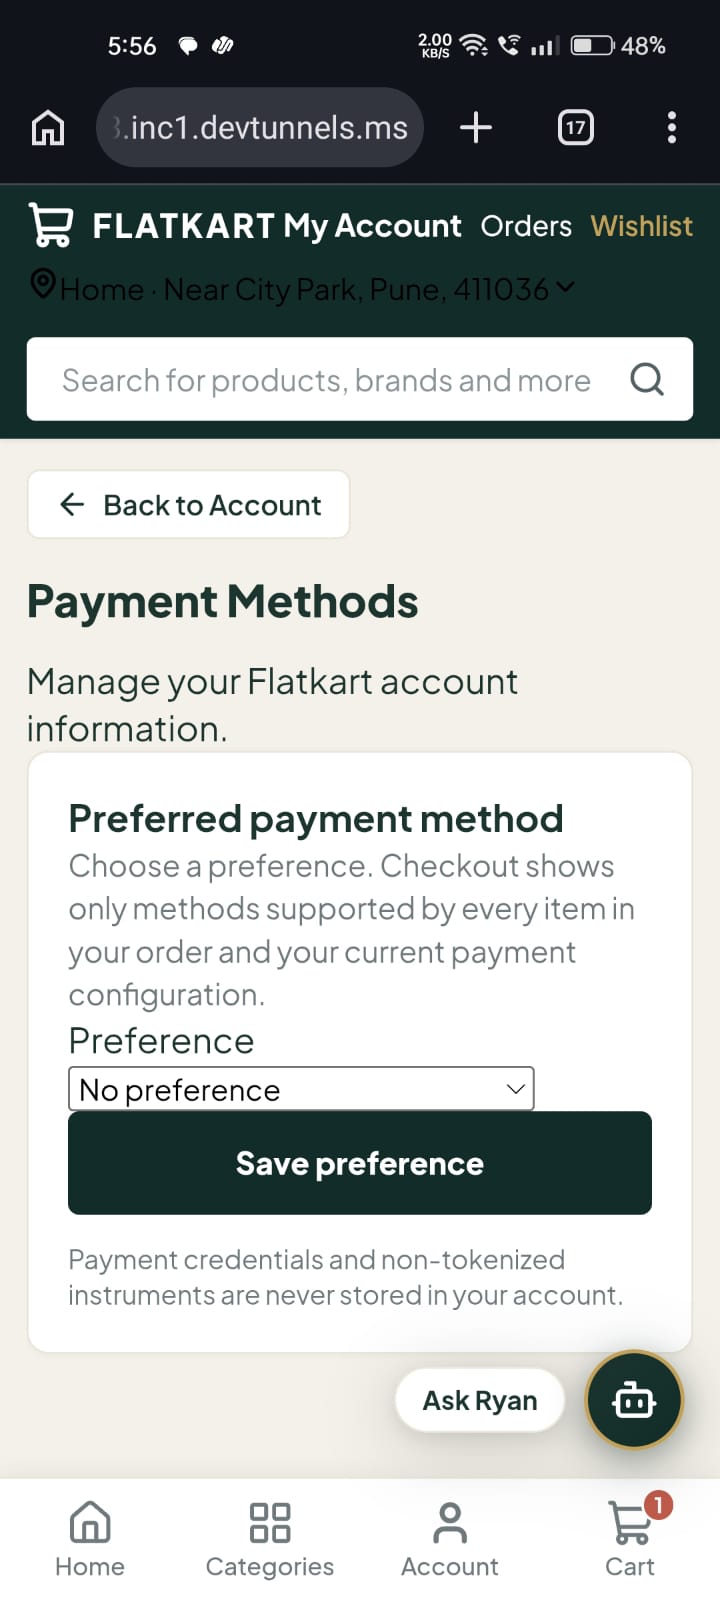 5:56
2.00 KB/S
48%
.inc1.devtunnels.ms
17
FLATKART My Account Orders Wishlist
Home · Near City Park, Pune, 411036
Search for products, brands and more
Back to Account
Payment Methods
Manage your Flatkart account
information.
Preferred payment method
Choose a preference. Checkout shows
only methods supported by every item in
your order and your current payment
configuration.
Preference
No preference
Save preference
Payment credentials and non-tokenized
instruments are never stored in your account.
Ask Ryan
1
Home Categories Account Cart